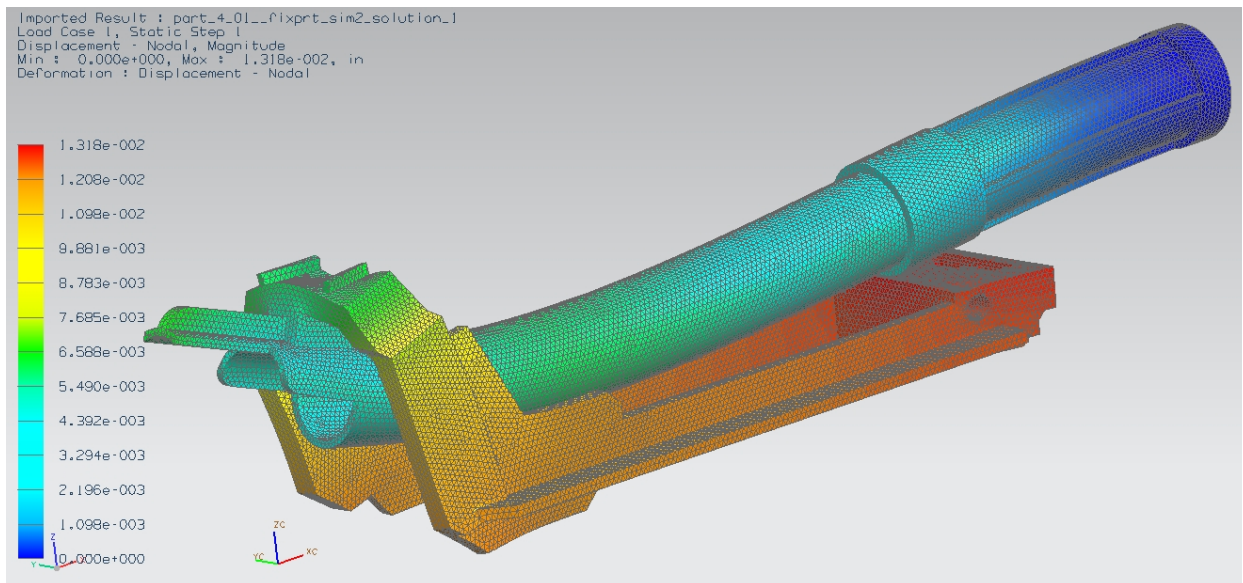 Imported Result : part_4_01__fixprt_sim2_solution_1
Load Case 1, Static Step 1
Displacement - Nodal, Magnitude
Min : 0.000e+000, Max : 1.318e-002, in
Deformation : Displacement - Nodal
1.318e-002
1.208e-002
1.098e-002
9.881e-003
8.783e-003
7.685e-003
6.588e-003
5.490e-003
4.392e-003
3.294e-003
2.196e-003
1.098e-003
0.000e+000
Z
Y
ZC
YC
XC